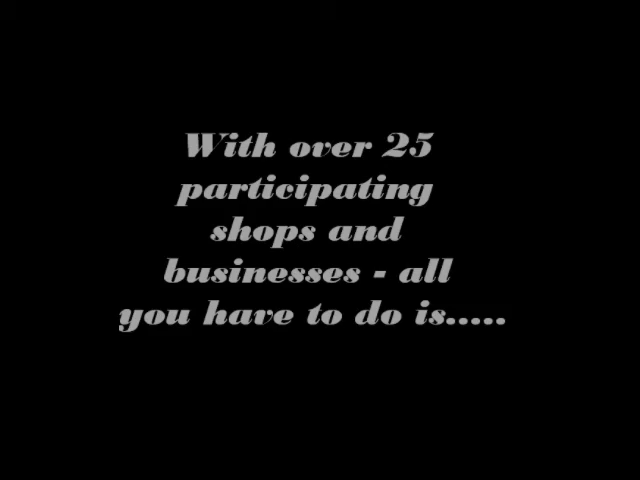 With over 25
participating
shops and
businesses - all
you have to do is.....